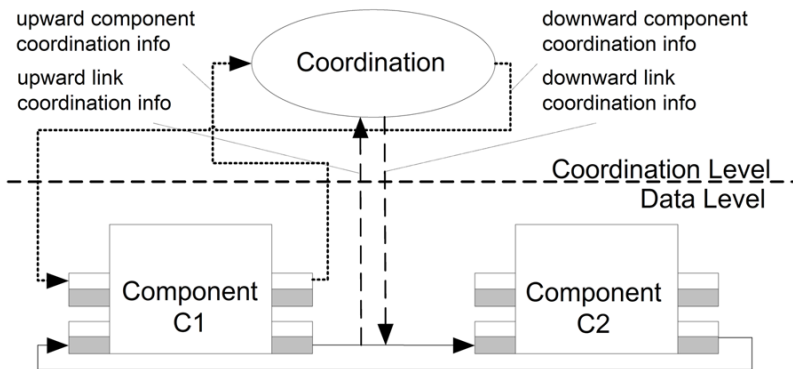 upward component
coordination info
upward link
coordination info
Coordination
downward component
coordination info
downward link
coordination info
Coordination Level
Data Level
Component
C1
Component
C2